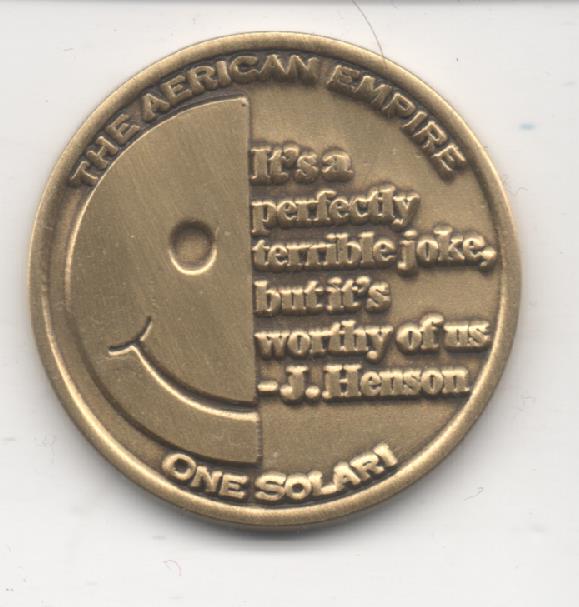 THE AERICAN EMPIRE
It's a
perfectly
terrible joke,
but it's
worthy of us
-J. Henson
ONE SOLARI